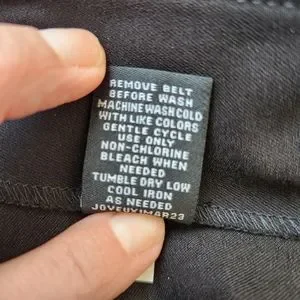 REMOVE BELT
BEFORE WASH
MACHINE WASH COLD
WITH LIKE COLORS
GENTLE CYCLE
USE ONLY
NON-CHLORINE
BLEACH WHEN
NEEDED
TUMBLE DRY LOW
COOL IRON
AS NEEDED